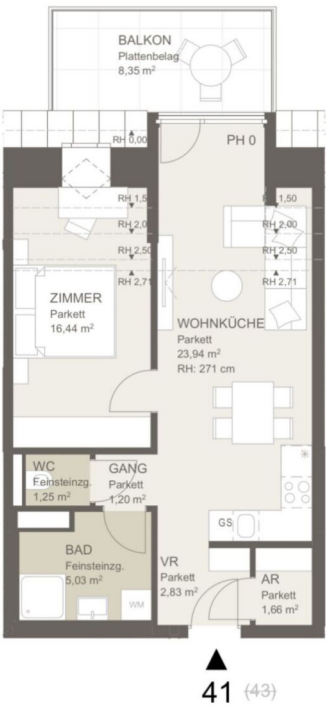 BALKON
Plattenbelag
8,35 m²
RH 0,00
PH 0
RH 1,5
RH 1,50
RH 2,0
RH 2,00
RH 2,50
RH 2,50
RH 2,71
RH 2,71
ZIMMER
Parkett
16,44 m²
WOHNKÜCHE
Parkett
23,94 m²
RH: 271 cm
WC
Feinsteinzg.
1,25 m²
GANG
Parkett
1,20 m²
GS
BAD
Feinsteinzg.
5,03 m²
WM
VR
Parkett
2,83 m²
AR
Parkett
1,66 m²
41 (43)